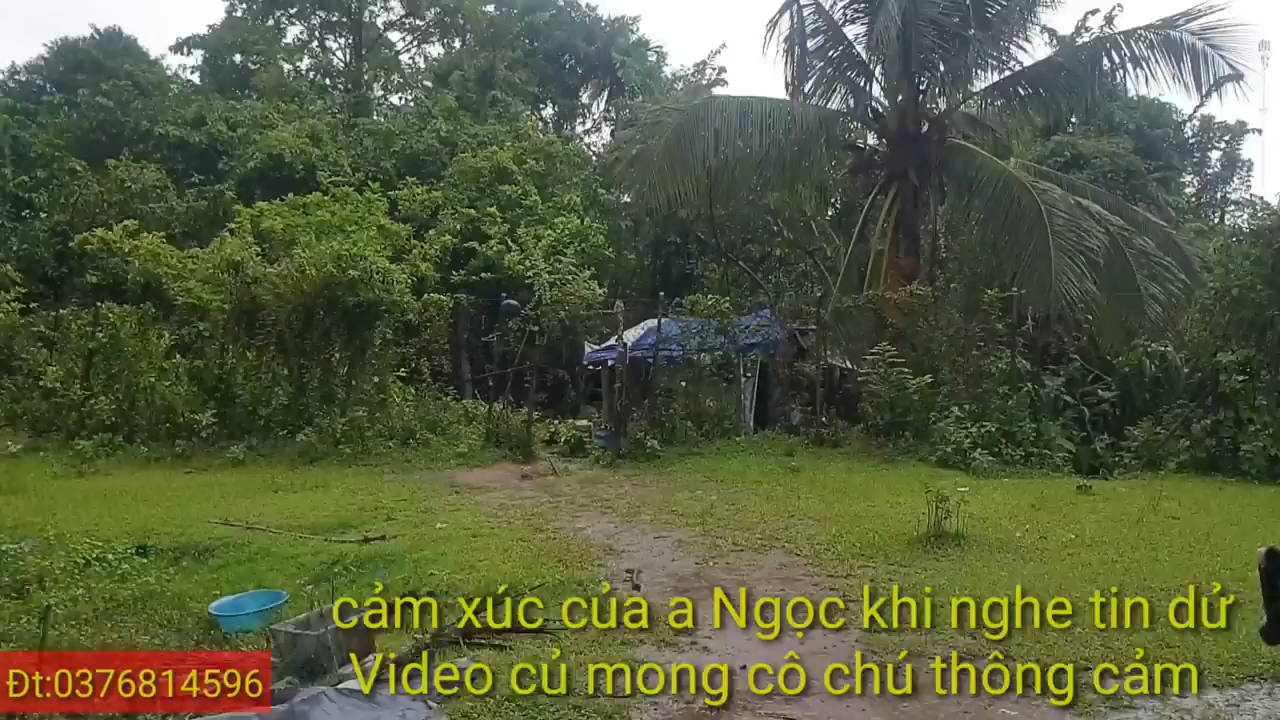 cảm xúc của a Ngọc khi nghe tin dử
Video củ mong cô chú thông cảm
Đt:0376814596